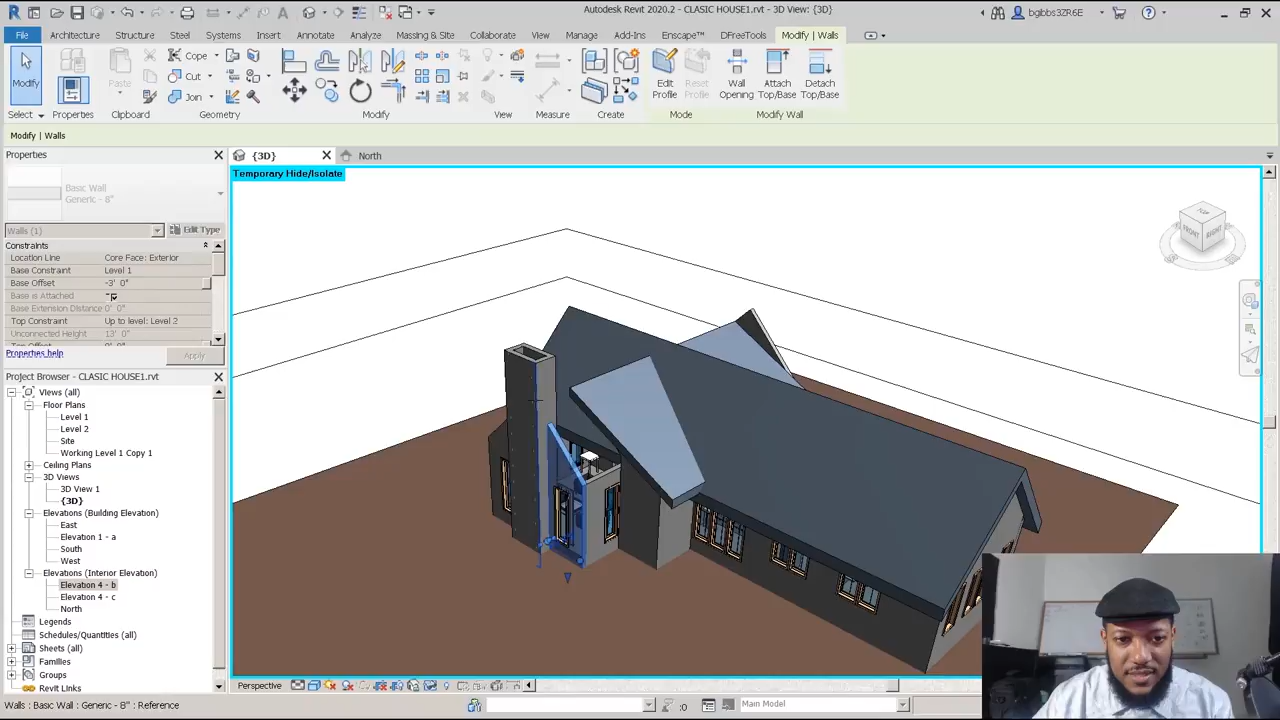 Autodesk Revit 2020.2 - CLASIC HOUSE1.rvt - 3D View: {3D}
bgibbs3ZR6E
File Architecture Structure Steel Systems Insert Annotate Analyze Massing & Site Collaborate View Manage Add-Ins Enscape™ DFreeTools Modify | Walls
Modify
Paste
Cope
Cut
Join
Edit
Profile
Reset
Profile
Wall
Opening
Attach
Top/Base
Detach
Top/Base
Select Properties Clipboard Geometry Modify View Measure Create Mode Modify Wall
Modify | Walls
Properties
{3D}
North
Temporary Hide/Isolate
Basic Wall
Generic - 8"
Walls (1)
Edit Type
Constraints
Location Line Core Face: Exterior
Base Constraint Level 1
Base Offset -3' 0"
Base is Attached
Base Extension Distance 0' 0"
Top Constraint Up to level: Level 2
Unconnected Height 13' 0"
Top Offset 0' 0"
Properties help
Apply
Project Browser - CLASIC HOUSE1.rvt
Views (all)
Floor Plans
Level 1
Level 2
Site
Working Level 1 Copy 1
Ceiling Plans
3D Views
3D View 1
{3D}
Elevations (Building Elevation)
East
Elevation 1 - a
South
West
Elevations (Interior Elevation)
Elevation 4 - b
Elevation 4 - c
North
Legends
Schedules/Quantities (all)
Sheets (all)
Families
Groups
Revit Links
FRONT
RIGHT
Perspective
Walls : Basic Wall : Generic - 8" : Reference
:0
Main Model